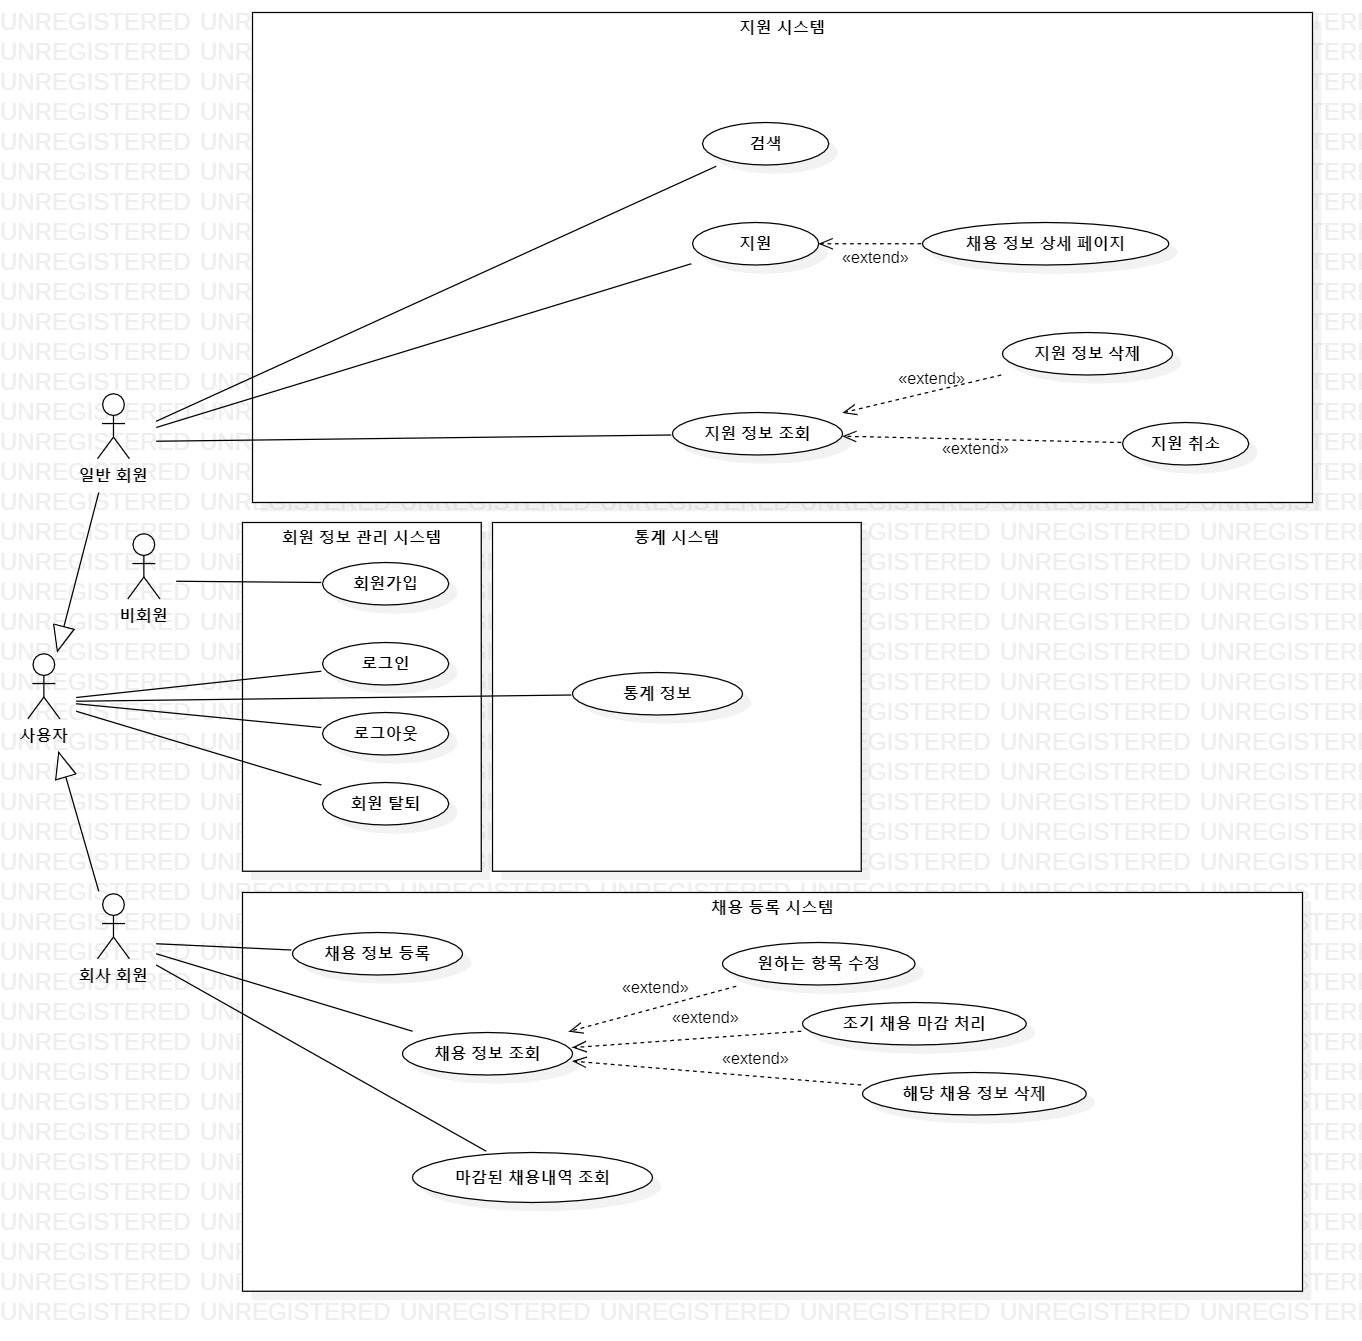 지원 시스템
검색
지원
«extend»
채용 정보 상세 페이지
지원 정보 삭제
«extend»
지원 정보 조회
«extend»
지원 취소
일반 회원
회원 정보 관리 시스템
통계 시스템
회원가입
비회원
로그인
통계 정보
사용자
로그아웃
회원 탈퇴
채용 등록 시스템
채용 정보 등록
회사 회원
원하는 항목 수정
«extend»
«extend»
조기 채용 마감 처리
채용 정보 조회
«extend»
해당 채용 정보 삭제
마감된 채용내역 조회
UNREGISTERED UNREGISTERED UNREGISTERED UNREGISTERED UNREGISTERED UNREGISTERED UNREGISTERED